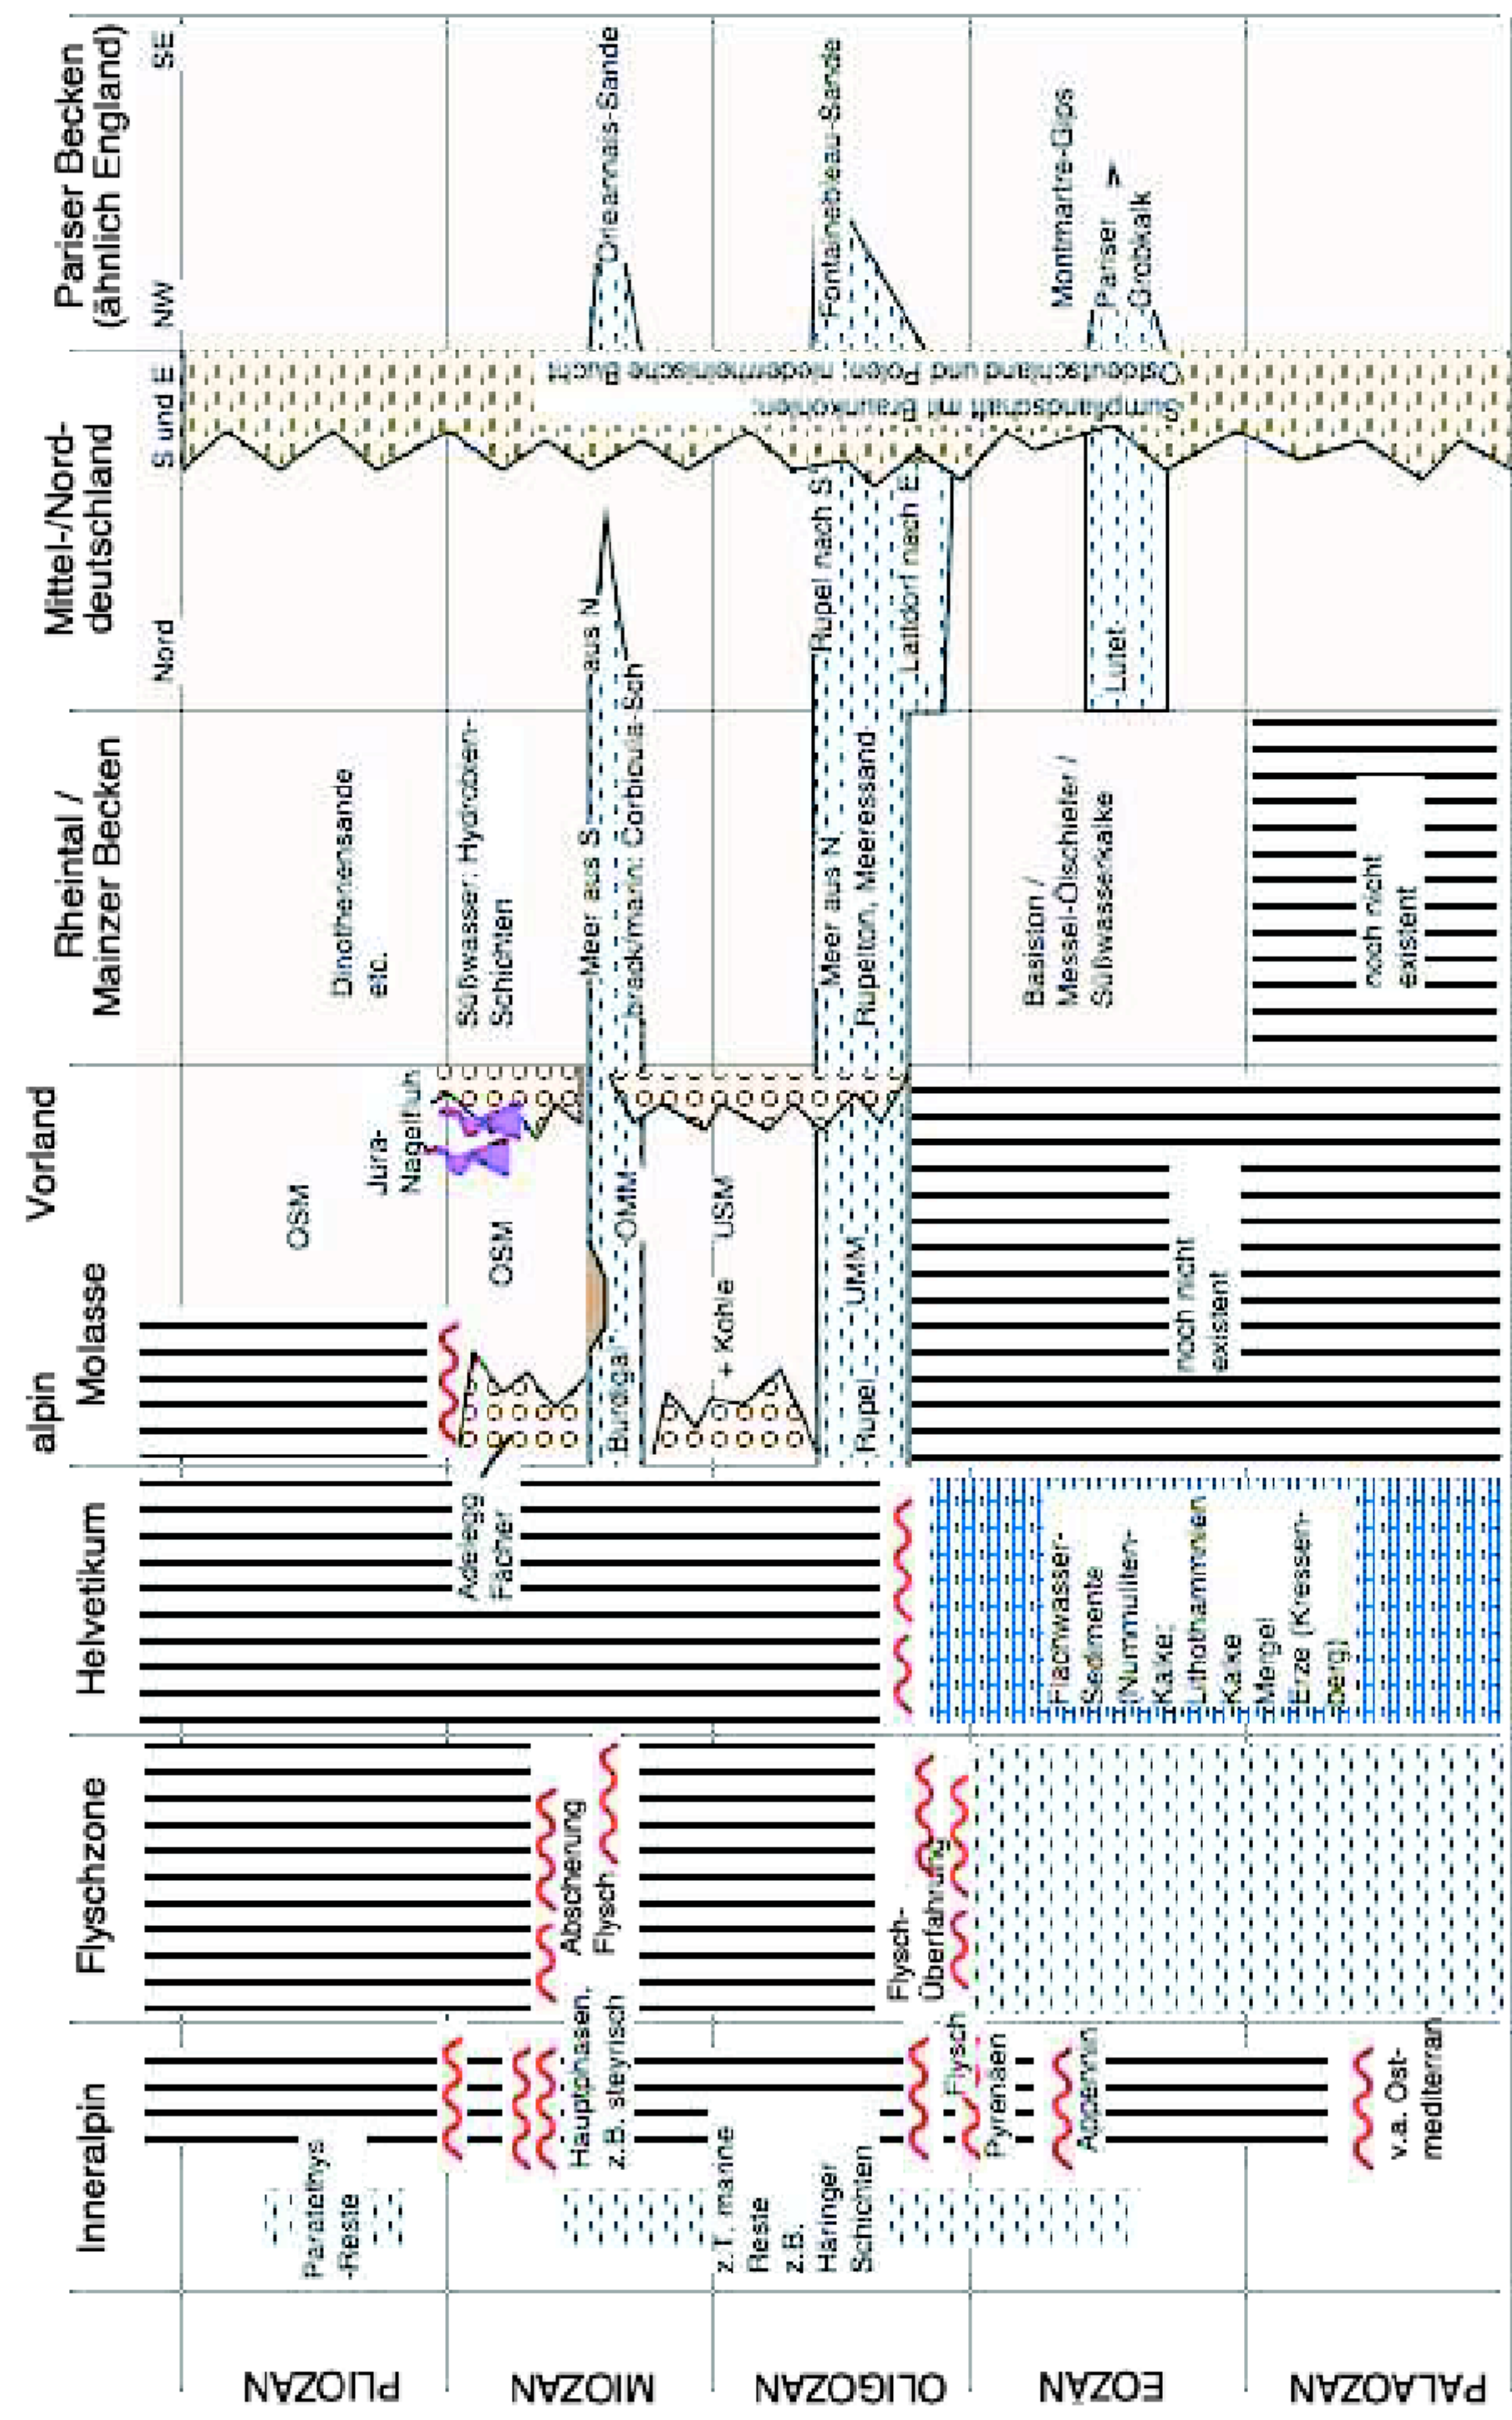 Inneralpin
Flyschzone
Helvetikum
alpin
Molasse
Vorland
Rheintal /
Mainzer Becken
Mittel-/Nord-
deutschland
Nord
S und E
Pariser Becken
(ähnlich England)
NW
SE
PLIOZÄN
Paratethys
-Reste
OSM
Jura-
Nagelfluh
Dinotheriensande
etc.
MIOZÄN
Hauptphasen,
z.B. steyrisch
Abscherung
Flysch
Adelegg
Fächer
OSM
Burdigal
OMM
Süßwasser: Hydrobien-
Schichten
Meer aus S
aus N
brack/marin: Corbicula-Sch
Orleannais-Sande
OLIGOZÄN
z.T. marine
Reste
z.B.
Häringer
Schichten
Flysch-
Überfahrung
+ Kohle
USM
Rupel
UMM
Meer aus N
Rupelton, Meeressand
Rupel nach S
Lattdorf nach E
Fontainebleau-Sande
Sumpflandschaft mit Braunkohlen:
Ostdeutschland und Polen; niederrheinische Bucht
EOZÄN
Flysch
Pyrenäen
Appennin
Flachwasser-
Sedimente
(Nummuliten-
Kalke;
Lithothamnien
-Kalke
Mergel
Erze (Kressen-
berg)
noch nicht
existent
Basiston /
Messel-Ölschiefer /
Süßwasserkalke
Lutet
Montmartre-Gips
Pariser
Grobkalk
PALÄOZÄN
v.a. Ost-
mediterran
noch nicht
existent